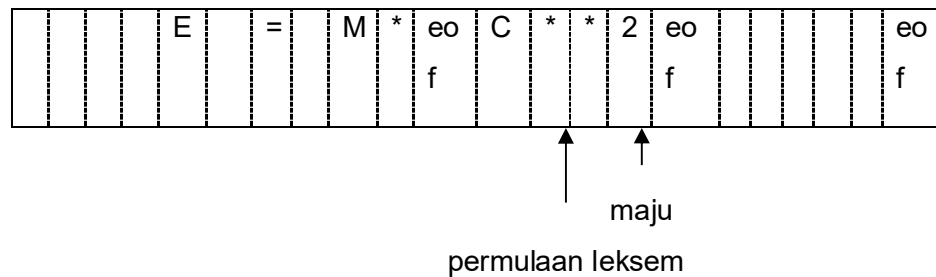 E = M * eo C * * 2 eo eo
f f f
maju
permulaan leksem